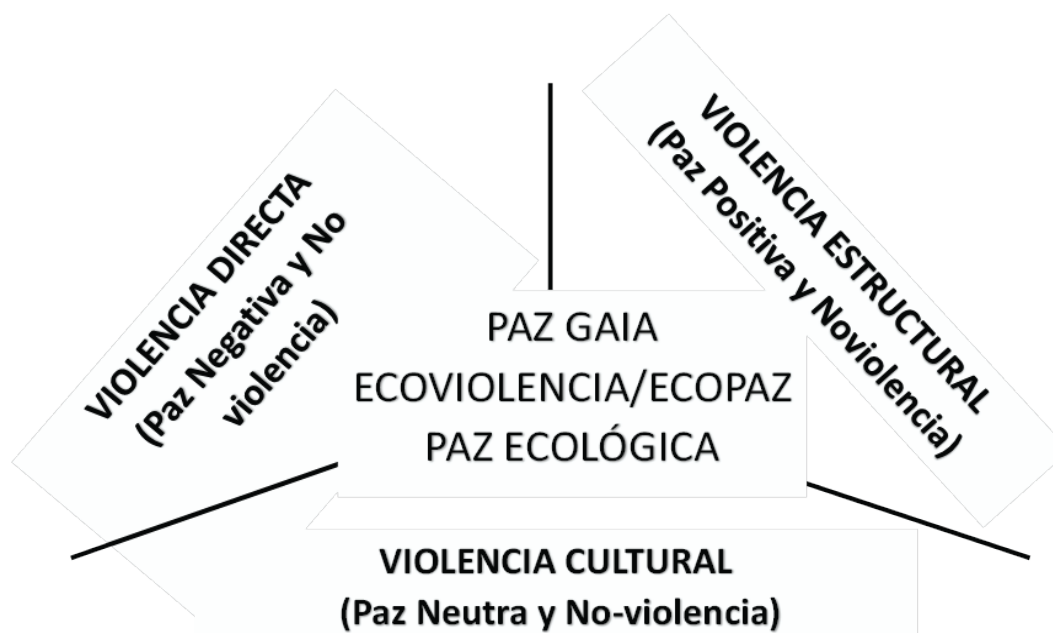 VIOLENCIA DIRECTA
(Paz Negativa y No
violencia)
VIOLENCIA ESTRUCTURAL
(Paz Positiva y Noviolencia)
PAZ GAIA
ECOVIOLENCIA/ECOPAZ
PAZ ECOLÓGICA
VIOLENCIA CULTURAL
(Paz Neutra y No-violencia)